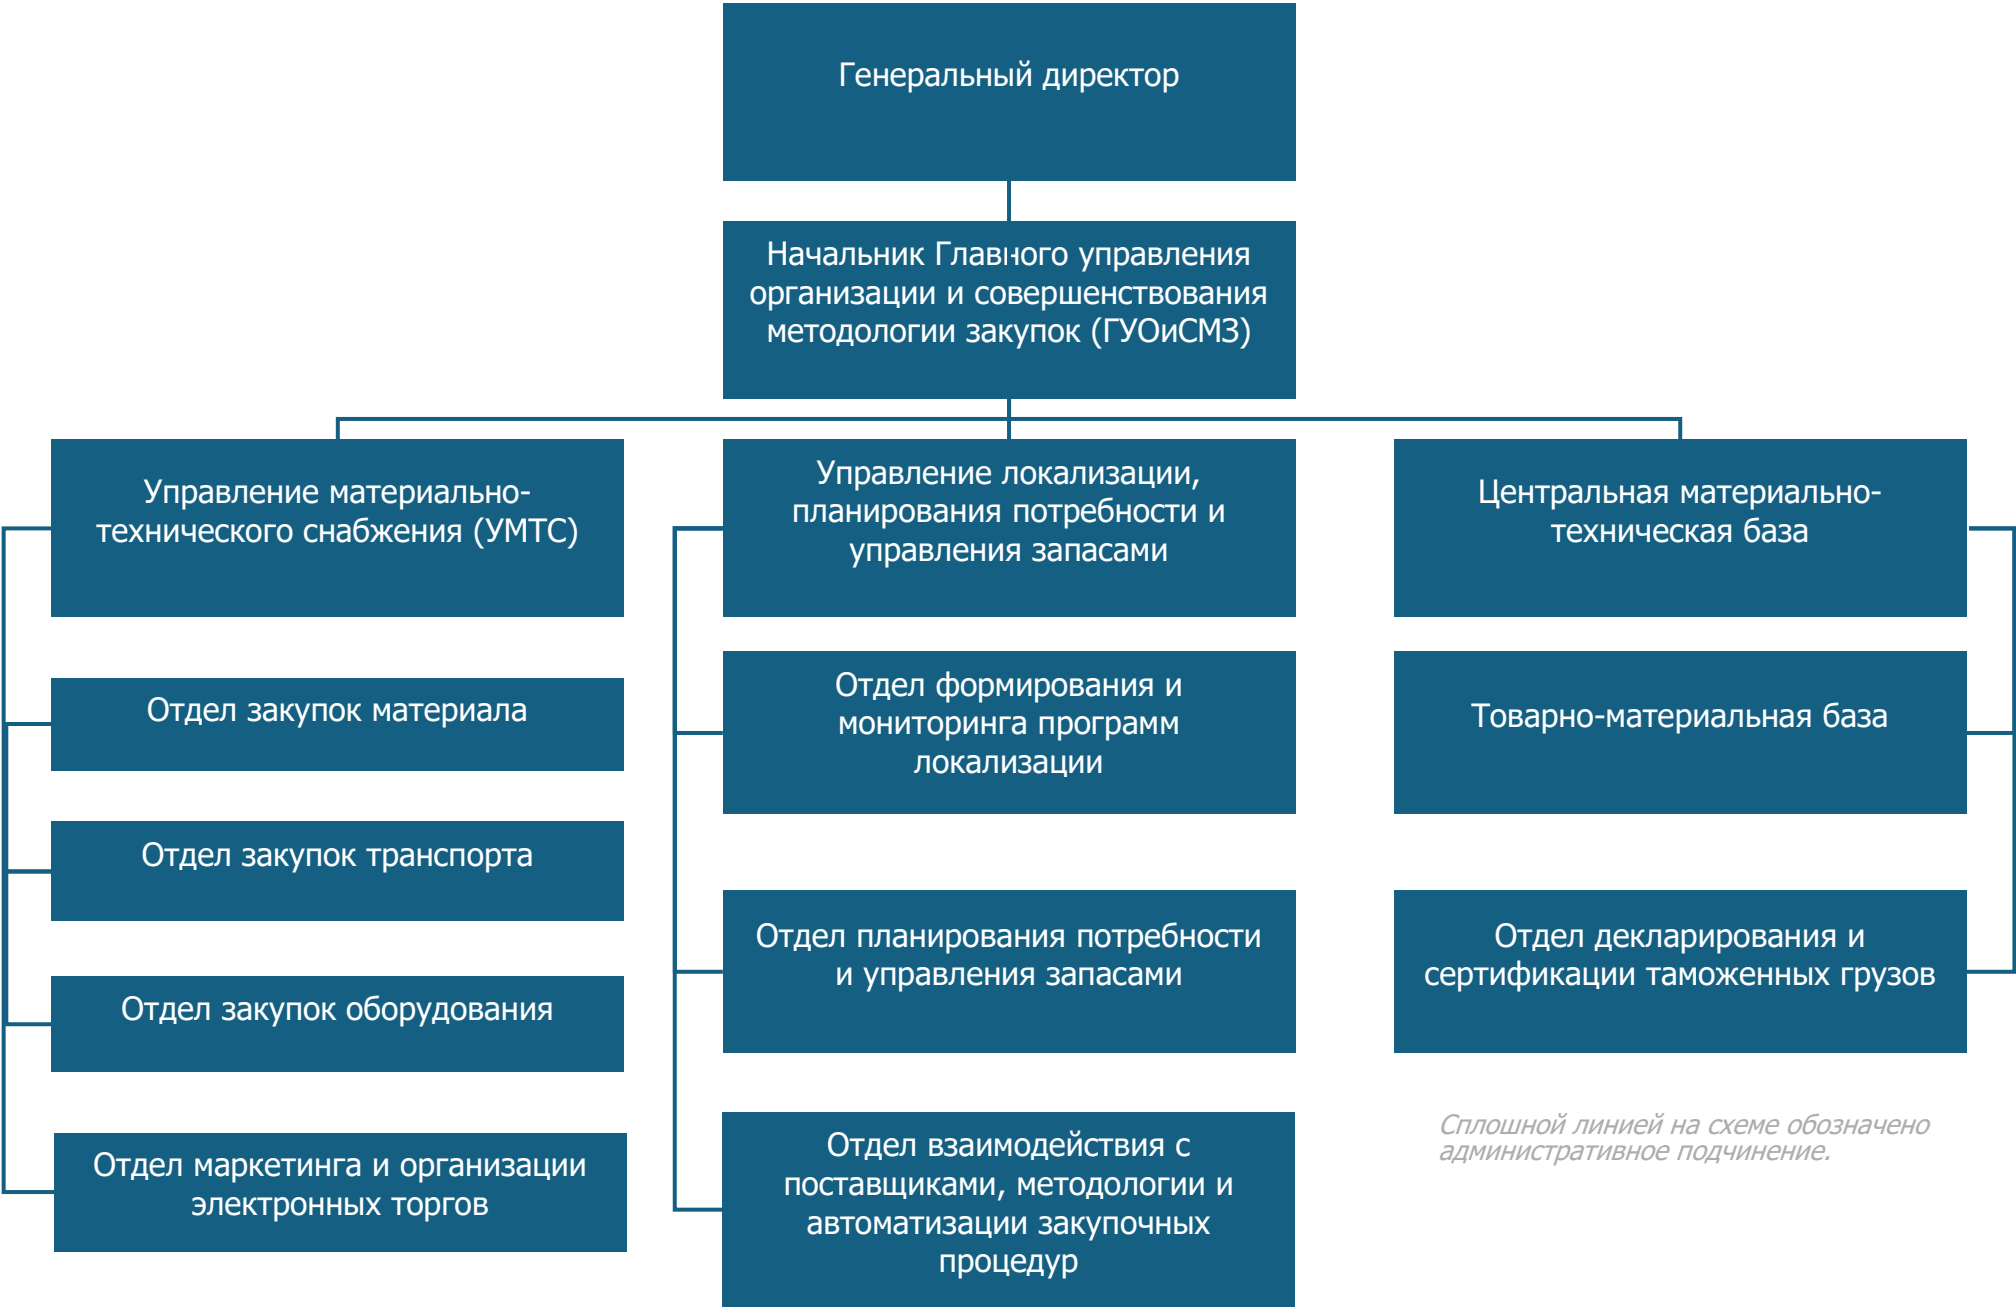 Генеральный директор
Начальник Главного управления
организации и совершенствования
методологии закупок (ГУОиСМЗ)
Управление материально-
технического снабжения (УМТС)
Отдел закупок материала
Отдел закупок транспорта
Отдел закупок оборудования
Отдел маркетинга и организации
электронных торгов
Управление локализации,
планирования потребности и
управления запасами
Отдел формирования и
мониторинга программ
локализации
Отдел планирования потребности
и управления запасами
Отдел взаимодействия с
поставщиками, методологии и
автоматизации закупочных
процедур
Центральная материально-
техническая база
Товарно-материальная база
Отдел декларирования и
сертификации таможенных грузов
Сплошной линией на схеме обозначено
административное подчинение.